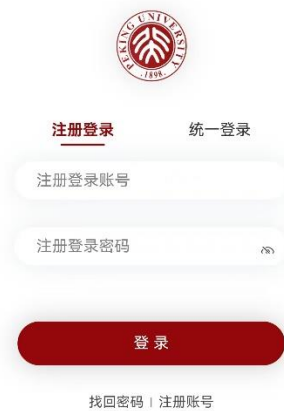 PEKING UNIVERSITY
·1898·
注册登录 统一登录
注册登录账号
注册登录密码
登 录
找回密码 | 注册账号